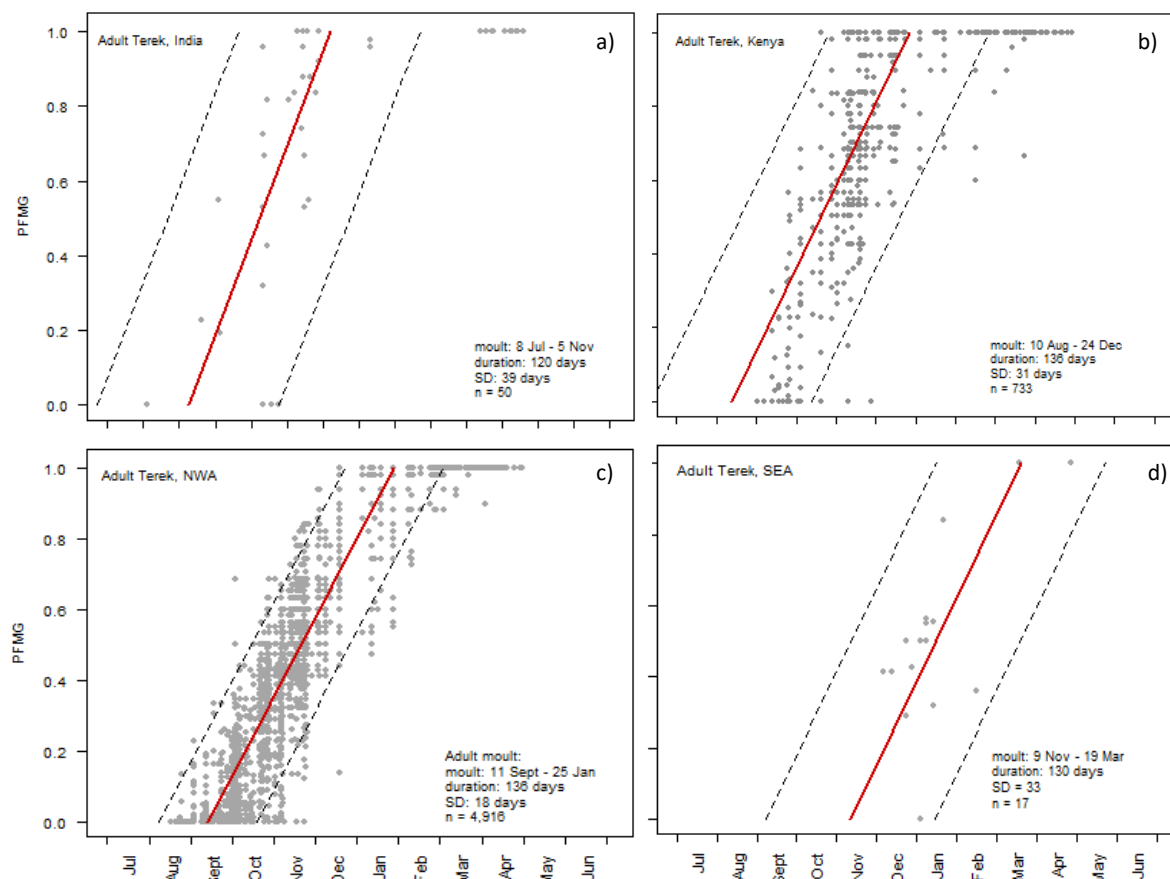 Adult Terek, India
a)
1.0
0.8
0.6
0.4
0.2
0.0
PFMG
moult: 8 Jul - 5 Nov
duration: 120 days
SD: 39 days
n = 50
Adult Terek, Kenya
b)
moult: 10 Aug - 24 Dec
duration: 136 days
SD: 31 days
n = 733
Adult Terek, NWA
c)
1.0
0.8
0.6
0.4
0.2
0.0
PFMG
Adult moult:
moult: 11 Sept - 25 Jan
duration: 136 days
SD: 18 days
n = 4,916
Jul Aug Sept Oct Nov Dec Jan Feb Mar Apr May Jun
Adult Terek, SEA
d)
moult: 9 Nov - 19 Mar
duration: 130 days
SD = 33
n = 17
Jul Aug Sept Oct Nov Dec Jan Feb Mar Apr May Jun